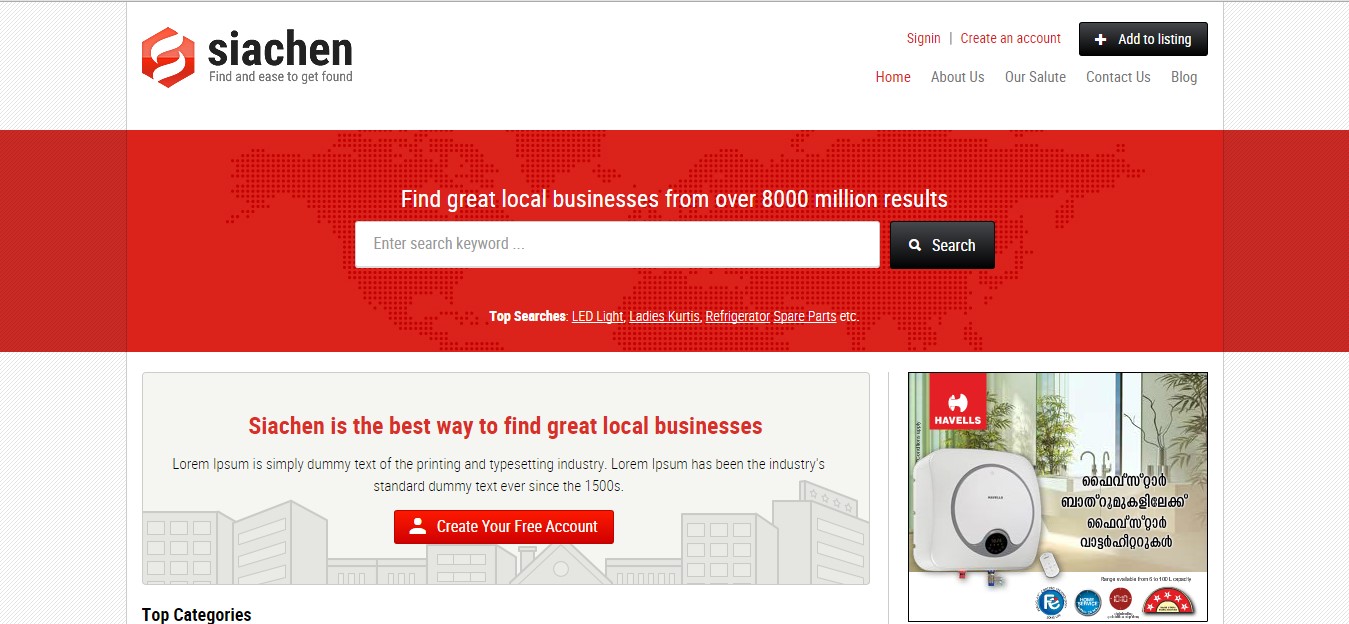 siachen
Find and ease to get found
Signin | Create an account
Add to listing
Home About Us Our Salute Contact Us Blog
Find great local businesses from over 8000 million results
Enter search keyword ...
Search
Top Searches: LED Light, Ladies Kurtis, Refrigerator Spare Parts etc.
Siachen is the best way to find great local businesses
Lorem Ipsum is simply dummy text of the printing and typesetting industry. Lorem Ipsum has been the industry's
standard dummy text ever since the 1500s.
Create Your Free Account
Top Categories
HAVELLS
Conditions apply
HAVELLS
ഫൈവ്സ്റ്റാർ
ബാത്റൂമുകളിലേക്ക്
ഫൈവ്സ്റ്റാർ
വാട്ടർഹീറ്ററുകൾ
Range available from 6 to 100 L capacity
HOME
SERVICE